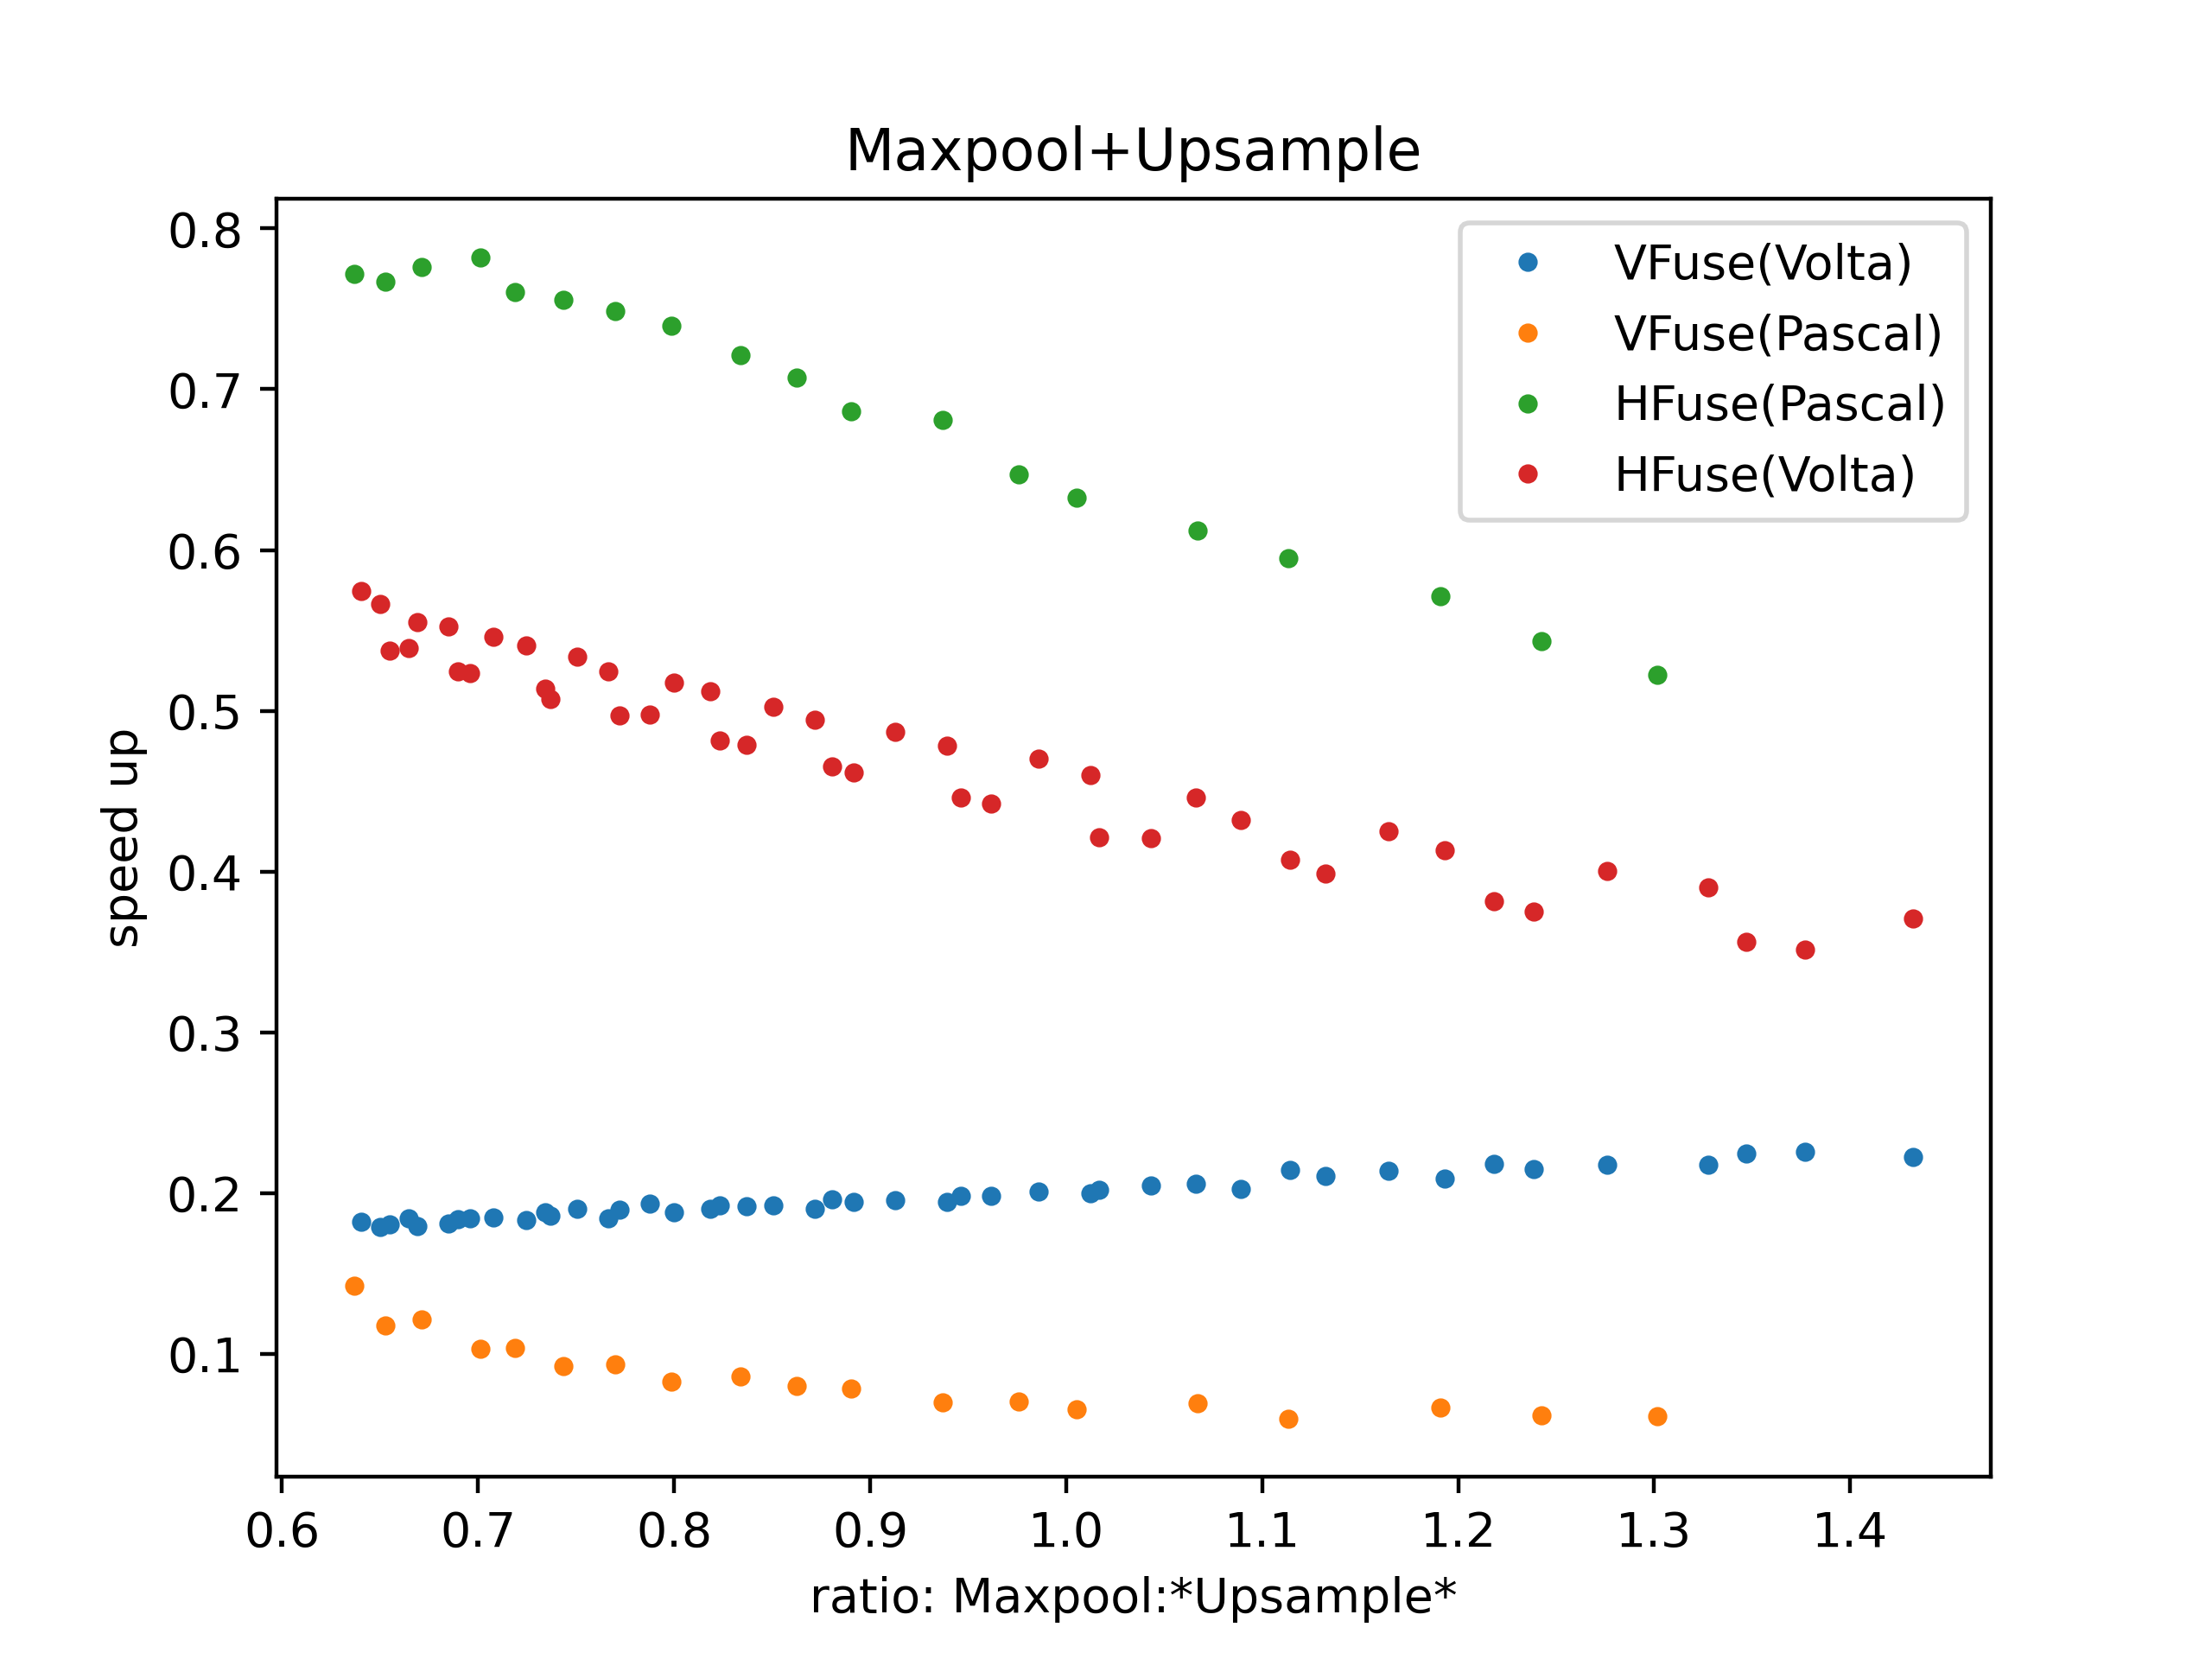 Maxpool+Upsample
VFuse(Volta)
VFuse(Pascal)
HFuse(Pascal)
HFuse(Volta)
speed up
0.8
0.7
0.6
0.5
0.4
0.3
0.2
0.1
0.6 0.7 0.8 0.9 1.0 1.1 1.2 1.3 1.4
ratio: Maxpool:*Upsample*